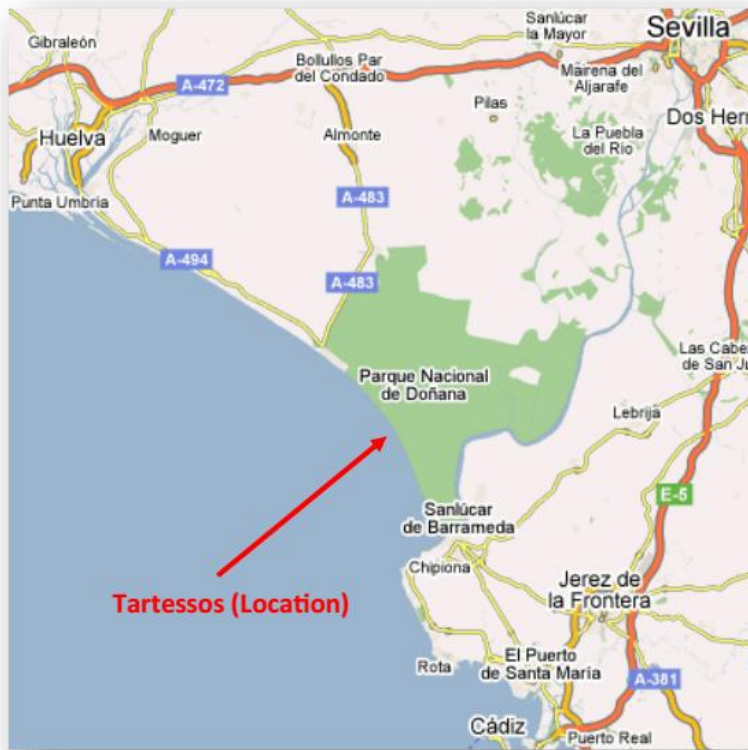 Sanlúcar
la Mayor
Sevilla
Gibraleón
Bollullos Par
del Condado
Mairena del
Aljarafe
A-472
Pilas
Huelva
Moguer
Almonte
La Puebla
del Río
Dos Herm
Punta Umbría
A-483
A-494
A-483
Parque Nacional
de Doñana
Las Cabe
de San Ju
Lebrija
E-5
Sanlúcar
de Barrameda
Chipiona
Jerez de
la Frontera
Tartessos (Location)
Rota
El Puerto
de Santa María
A-381
Cádiz
Puerto Real